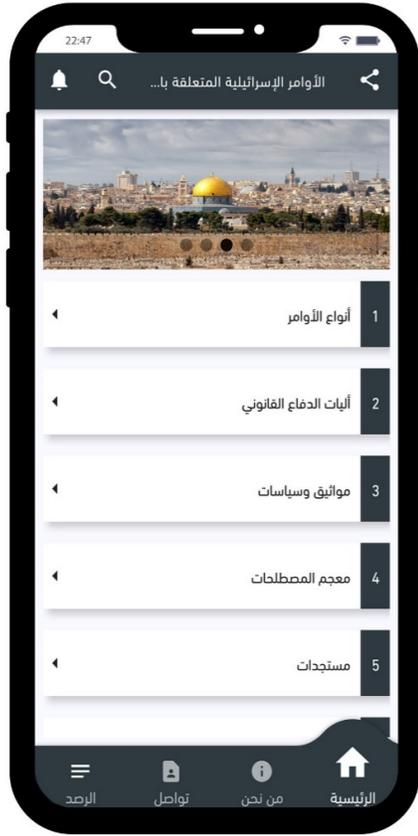 22:47
الأوامر الإسرائيلية المتعلقة با...
1 أنواع الأوامر
2 أليات الدفاع القانوني
3 مواثيق وسياسات
4 معجم المصطلحات
5 مستجدات
الرئيسية من نحن تواصل الرصد